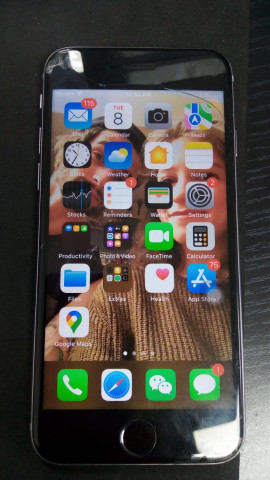 115
TUE
8
Mail
Calendar
Camera
Maps
Clock
Weather
Home
Notes
1
2
Stocks
Reminders
Wallet
Settings
Productivity
Photo & Video
FaceTime
Calculator
75
Files
Extras
Health
App Store
Google Maps
1